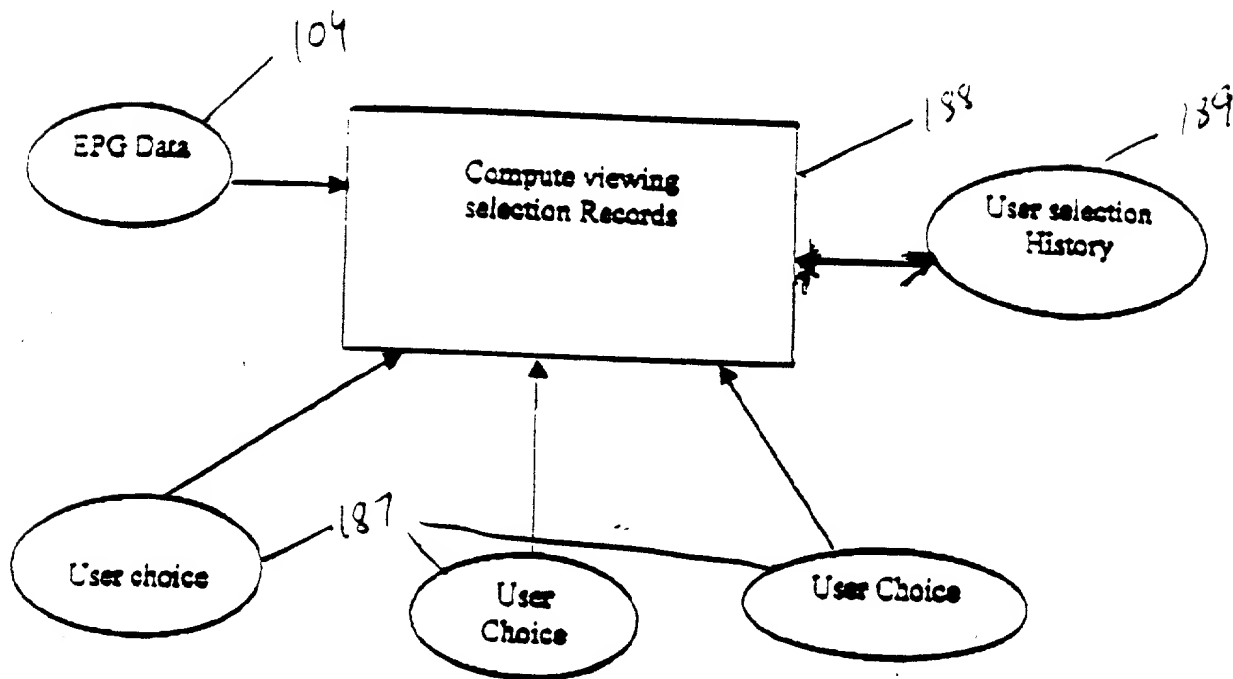 104
EPG Data
188
189
Compute viewing
selection Records
User selection
History
187
User choice
User
Choice
User Choice